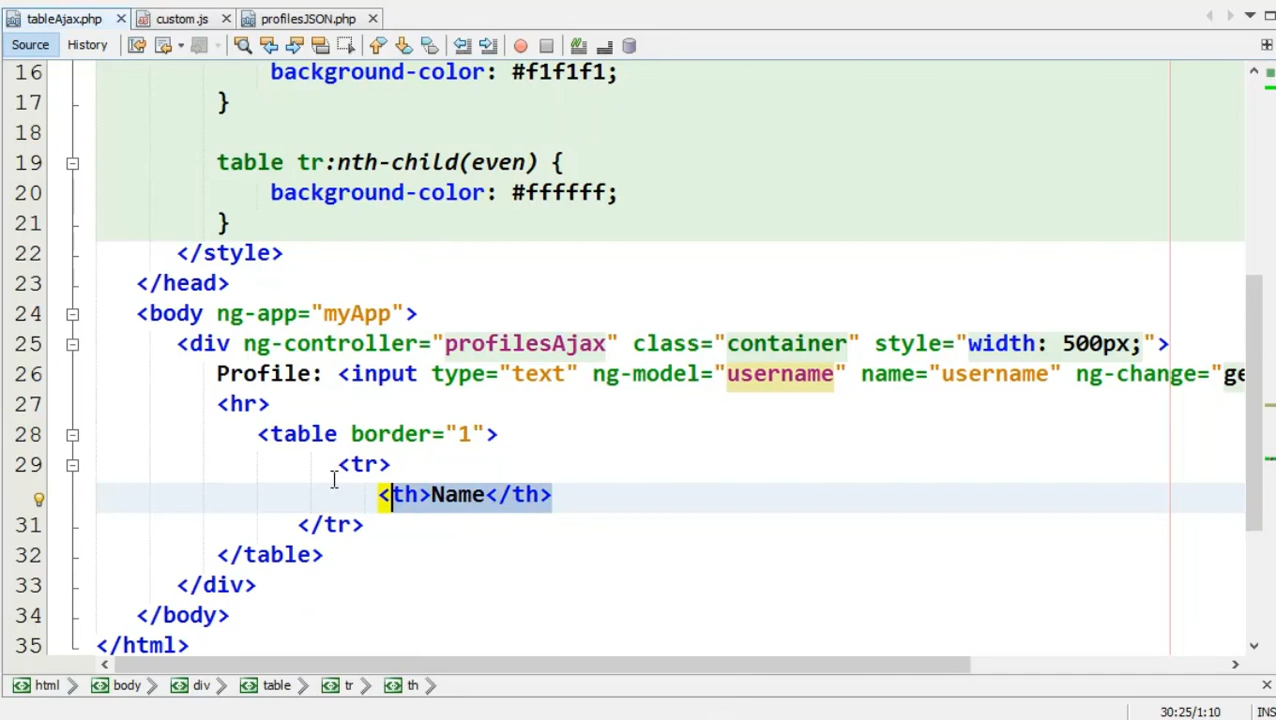 tableAjax.php custom.js profilesJSON.php
Source History
16 background-color: #f1f1f1;
17 }
18
19 table tr:nth-child(even) {
20 background-color: #ffffff;
21 }
22 </style>
23 </head>
24 <body ng-app="myApp">
25 <div ng-controller="profilesAjax" class="container" style="width: 500px;">
26 Profile: <input type="text" ng-model="username" name="username" ng-change="ge
27 <hr>
28 <table border="1">
29 <tr>
<th>Name</th>
31 </tr>
32 </table>
33 </div>
34 </body>
35 </html>
html body div table tr th
30:25/1:10 INS